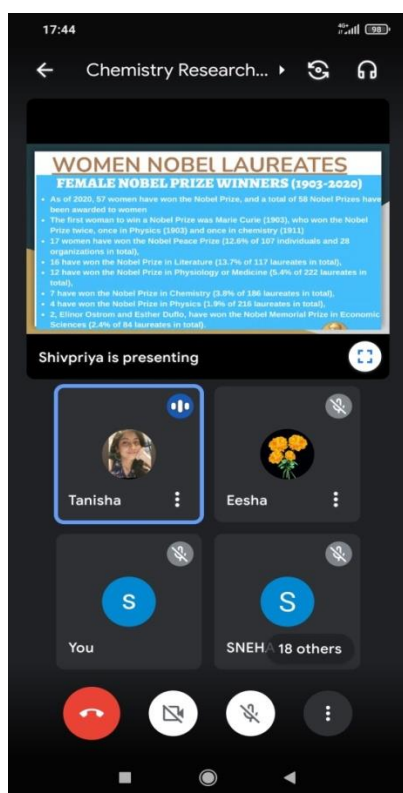 17:44
4G+
98
Chemistry Research...
WOMEN NOBEL LAUREATES
FEMALE NOBEL PRIZE WINNERS (1903-2020)
As of 2020, 57 women have won the Nobel Prize, and a total of 58 Nobel Prizes have
been awarded to women
The first woman to win a Nobel Prize was Marie Curie (1903), who won the Nobel
Prize twice, once in Physics (1903) and once in chemistry (1911)
17 women have won the Nobel Peace Prize (12.6% of 107 individuals and 28
organizations in total),
16 have won the Nobel Prize in Literature (13.7% of 117 laureates in total),
12 have won the Nobel Prize in Physiology or Medicine (5.4% of 222 laureates in
total),
7 have won the Nobel Prize in Chemistry (3.8% of 186 laureates in total),
4 have won the Nobel Prize in Physics (1.9% of 216 laureates in total),
2, Elinor Ostrom and Esther Duflo, have won the Nobel Memorial Prize in Economic
Sciences (2.4% of 84 laureates in total).
Shivpriya is presenting
Tanisha
Eesha
S
S
You
SNEHA
18 others